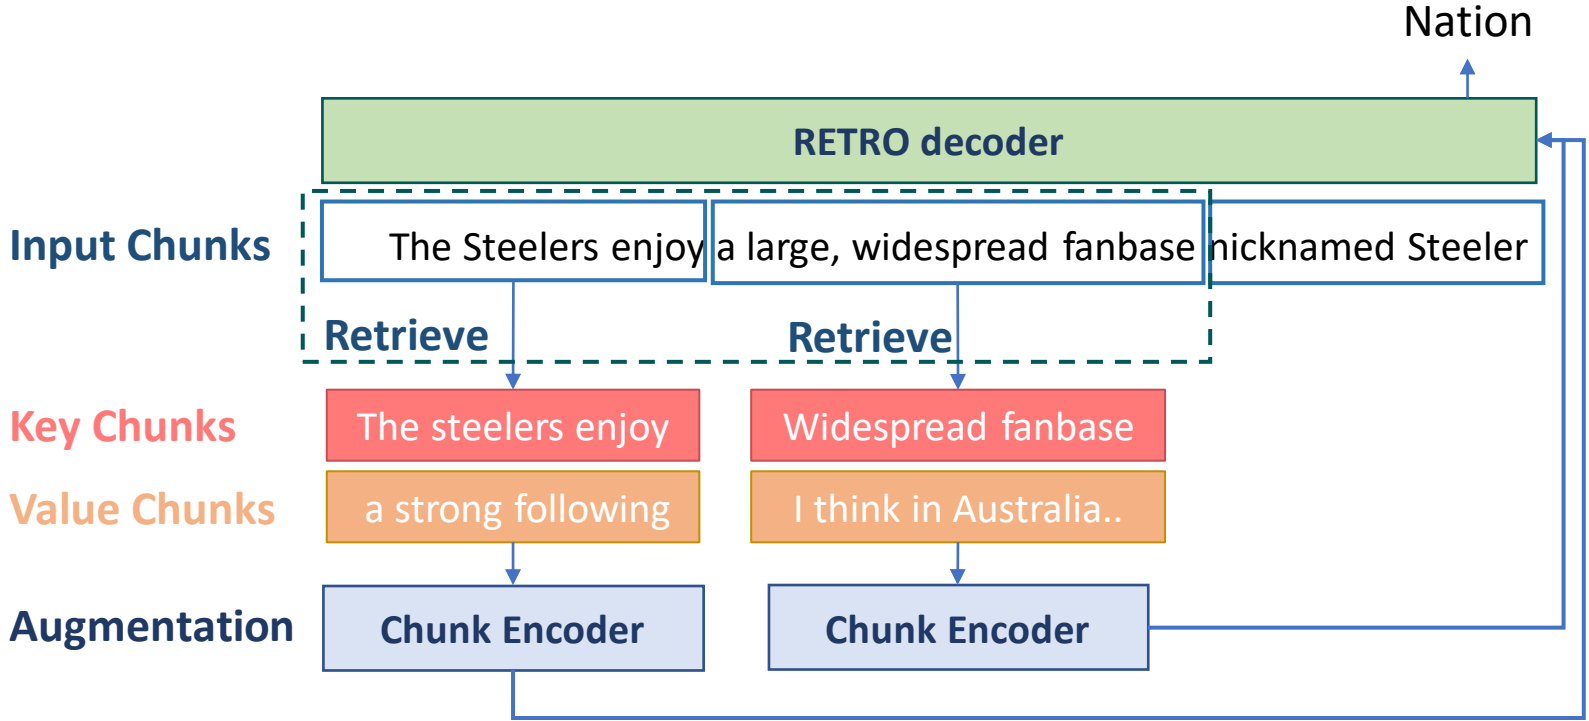 Nation
RETRO decoder
Input Chunks
The Steelers enjoy a large, widespread fanbase nicknamed Steeler
Retrieve
Retrieve
Key Chunks
The steelers enjoy
Widespread fanbase
Value Chunks
a strong following
I think in Australia..
Augmentation
Chunk Encoder
Chunk Encoder